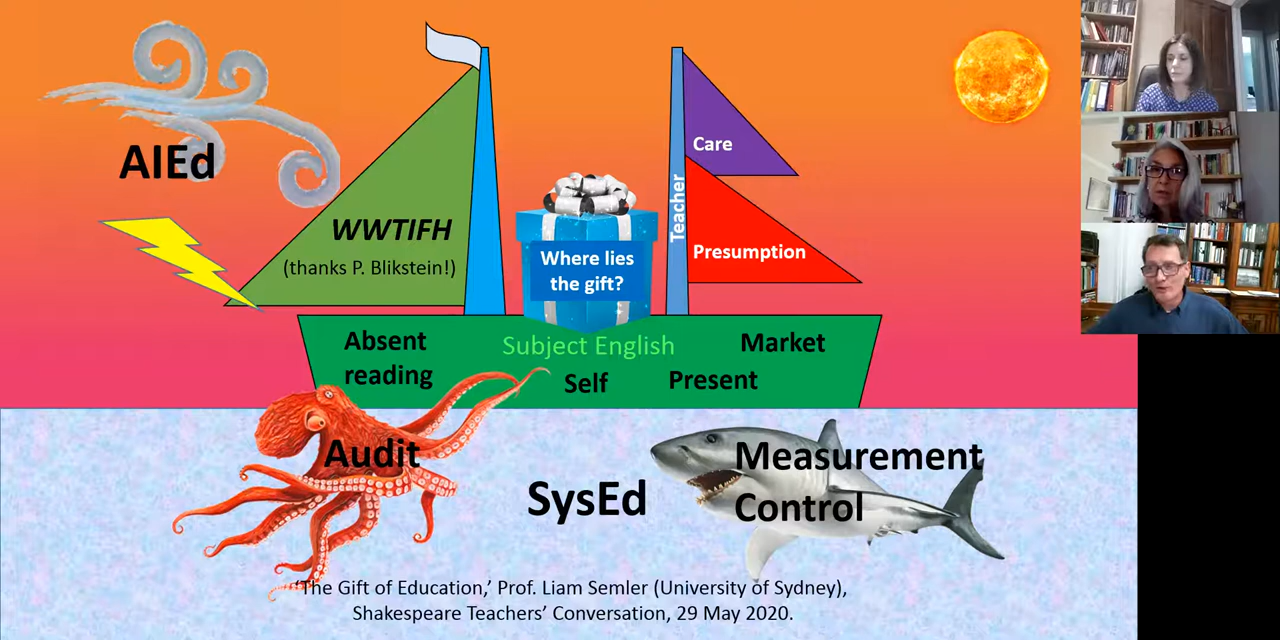 AIEd
WWTIFH
(thanks P. Blikstein!)
Where lies
the gift?
Teacher
Care
Presumption
Absent
reading
Subject English
Self
Market
Present
Audit
SysEd
Measurement
Control
‘The Gift of Education,’ Prof. Liam Semler (University of Sydney),
Shakespeare Teachers’ Conversation, 29 May 2020.